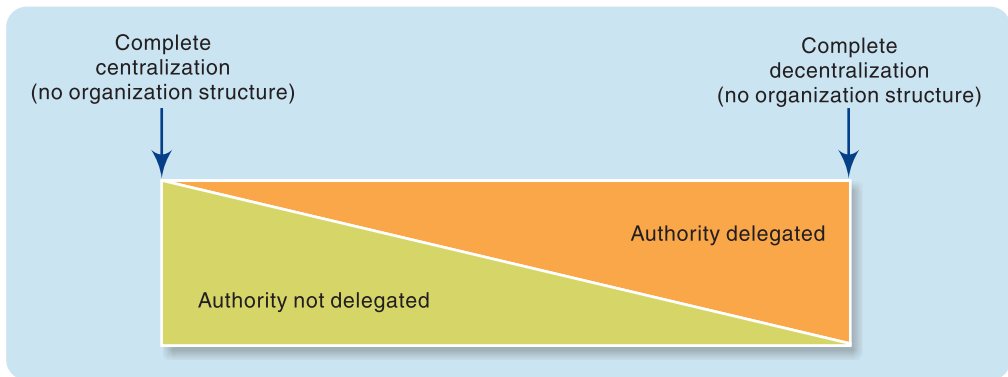 Complete
centralization
(no organization structure)
Complete
decentralization
(no organization structure)
Authority delegated
Authority not delegated